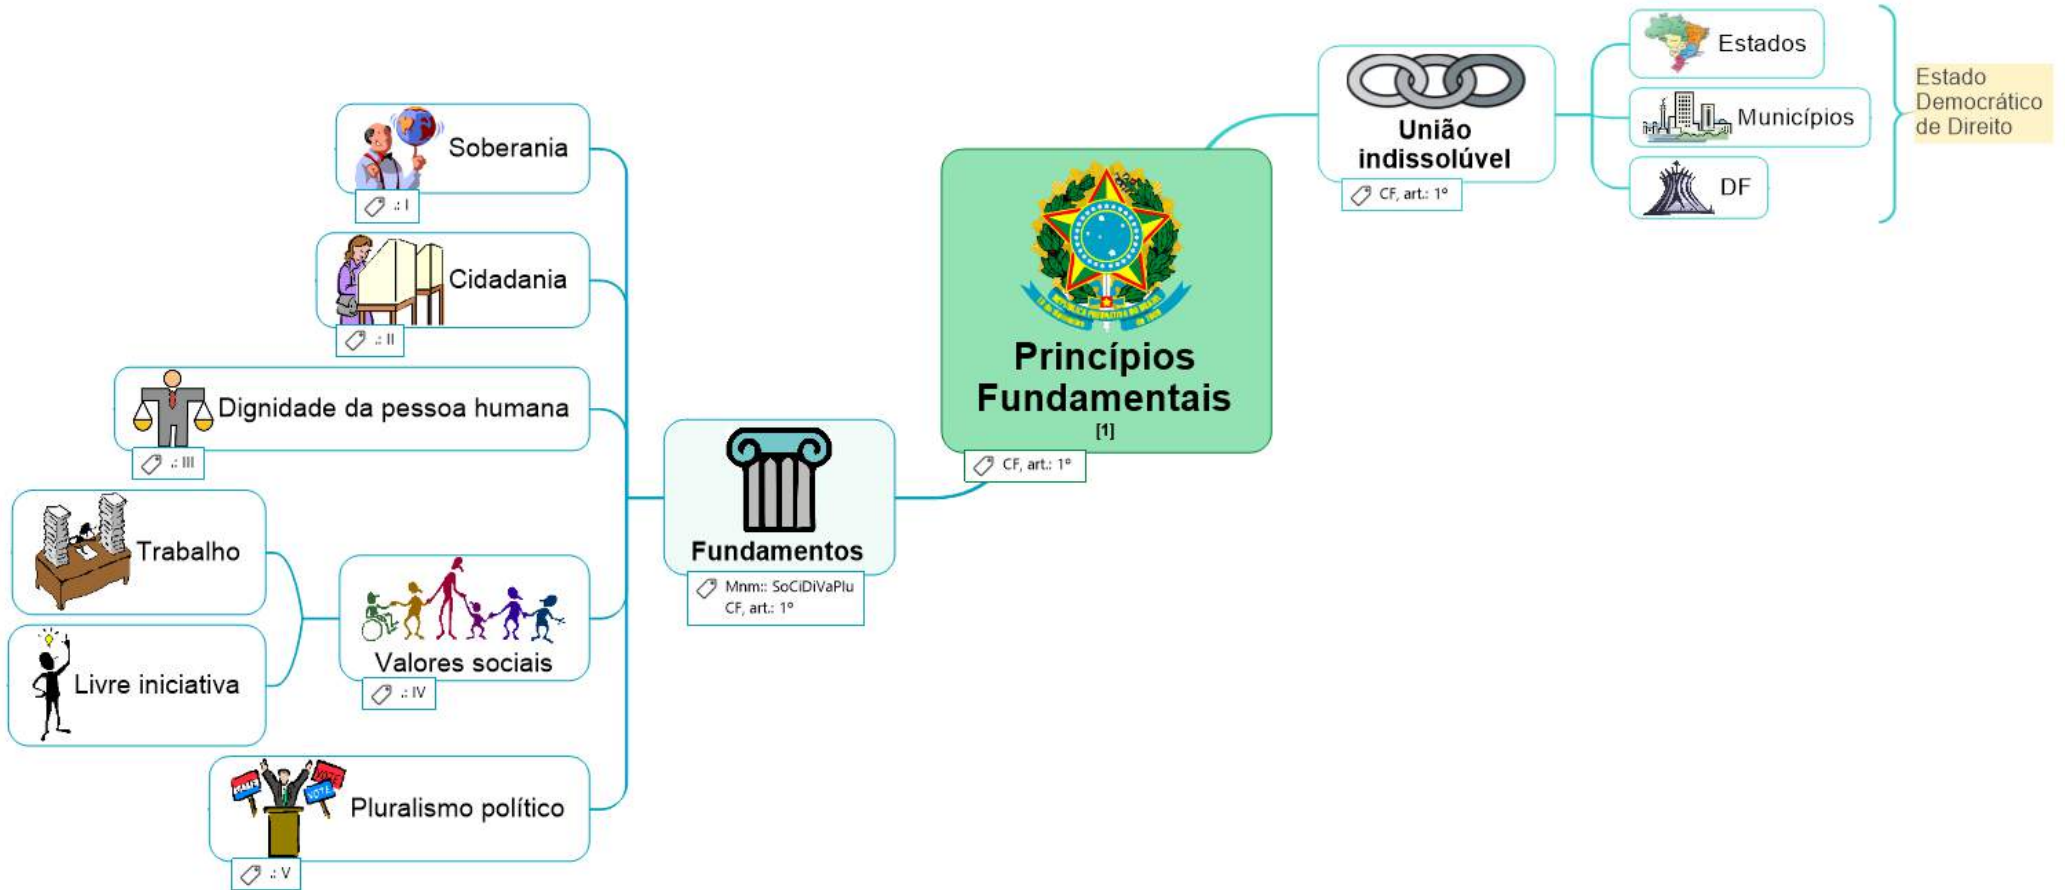 Princípios
Fundamentais
[1]
CF, art.: 1º
União
indissolúvel
CF, art.: 1º
Estados
Municípios
DF
Estado
Democrático
de Direito
Fundamentos
Mnm:: SoCiDiVaPlu
CF, art.: 1º
Soberania
.: I
Cidadania
.: II
Dignidade da pessoa humana
.: III
Valores sociais
.: IV
Trabalho
Livre iniciativa
Pluralismo político
.: V
VOTE
VOTE